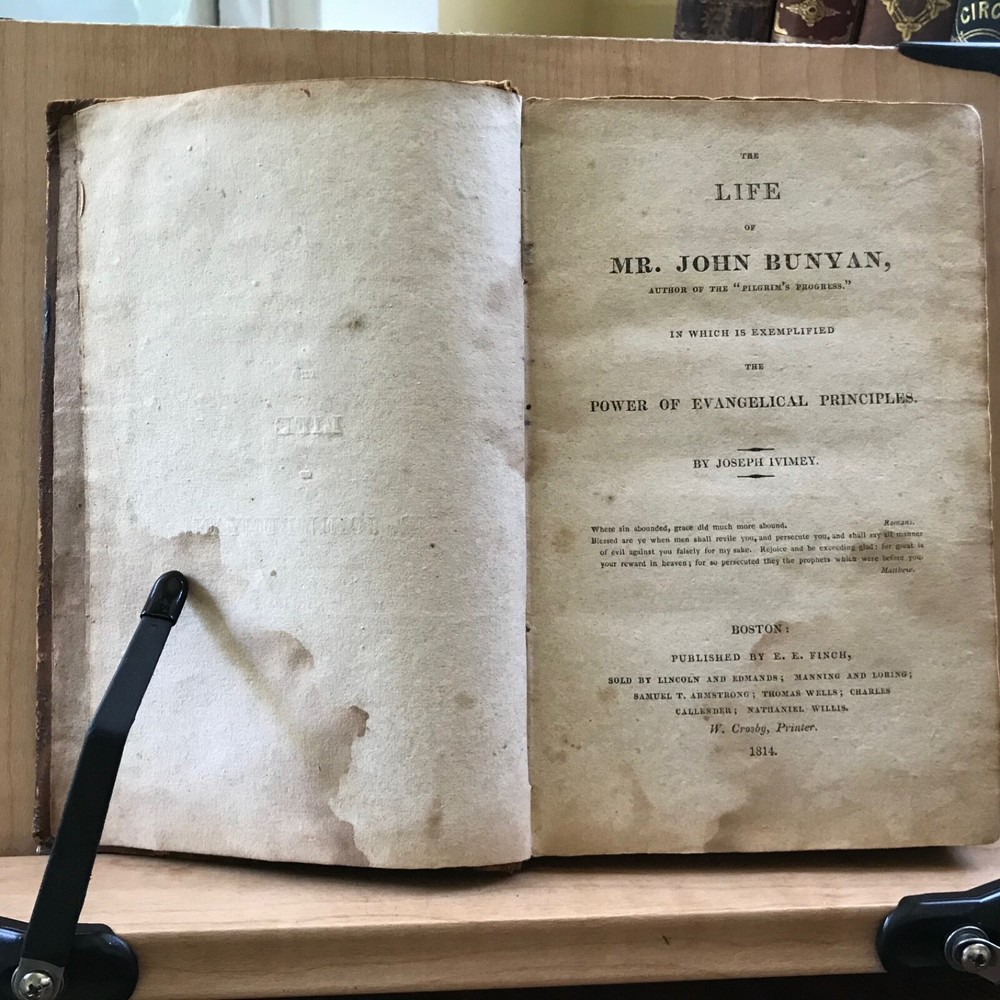 CIRC
THE
LIFE
OF
MR. JOHN BUNYAN,
AUTHOR OF THE "PILGRIM'S PROGRESS."
IN WHICH IS EXEMPLIFIED
THE
POWER OF EVANGELICAL PRINCIPLES.
BY JOSEPH IVIMEY.
Where sin abounded, grace did much more abound. Romans.
Blessed are ye when men shall revile you, and persecute you, and shall say all manner
of evil against you falsely for my sake. Rejoice and be exceeding glad: for great is
your reward in heaven; for so persecuted they the prophets which were before you.
Matthew.
BOSTON:
PUBLISHED BY E. E. FINCH,
SOLD BY LINCOLN AND EDMANDS; MANNING AND LORING;
SAMUEL T. ARMSTRONG; THOMAS WELLS; CHARLES
CALLENDER; NATHANIEL WILLIS.
W. Crosby, Printer.
1814.